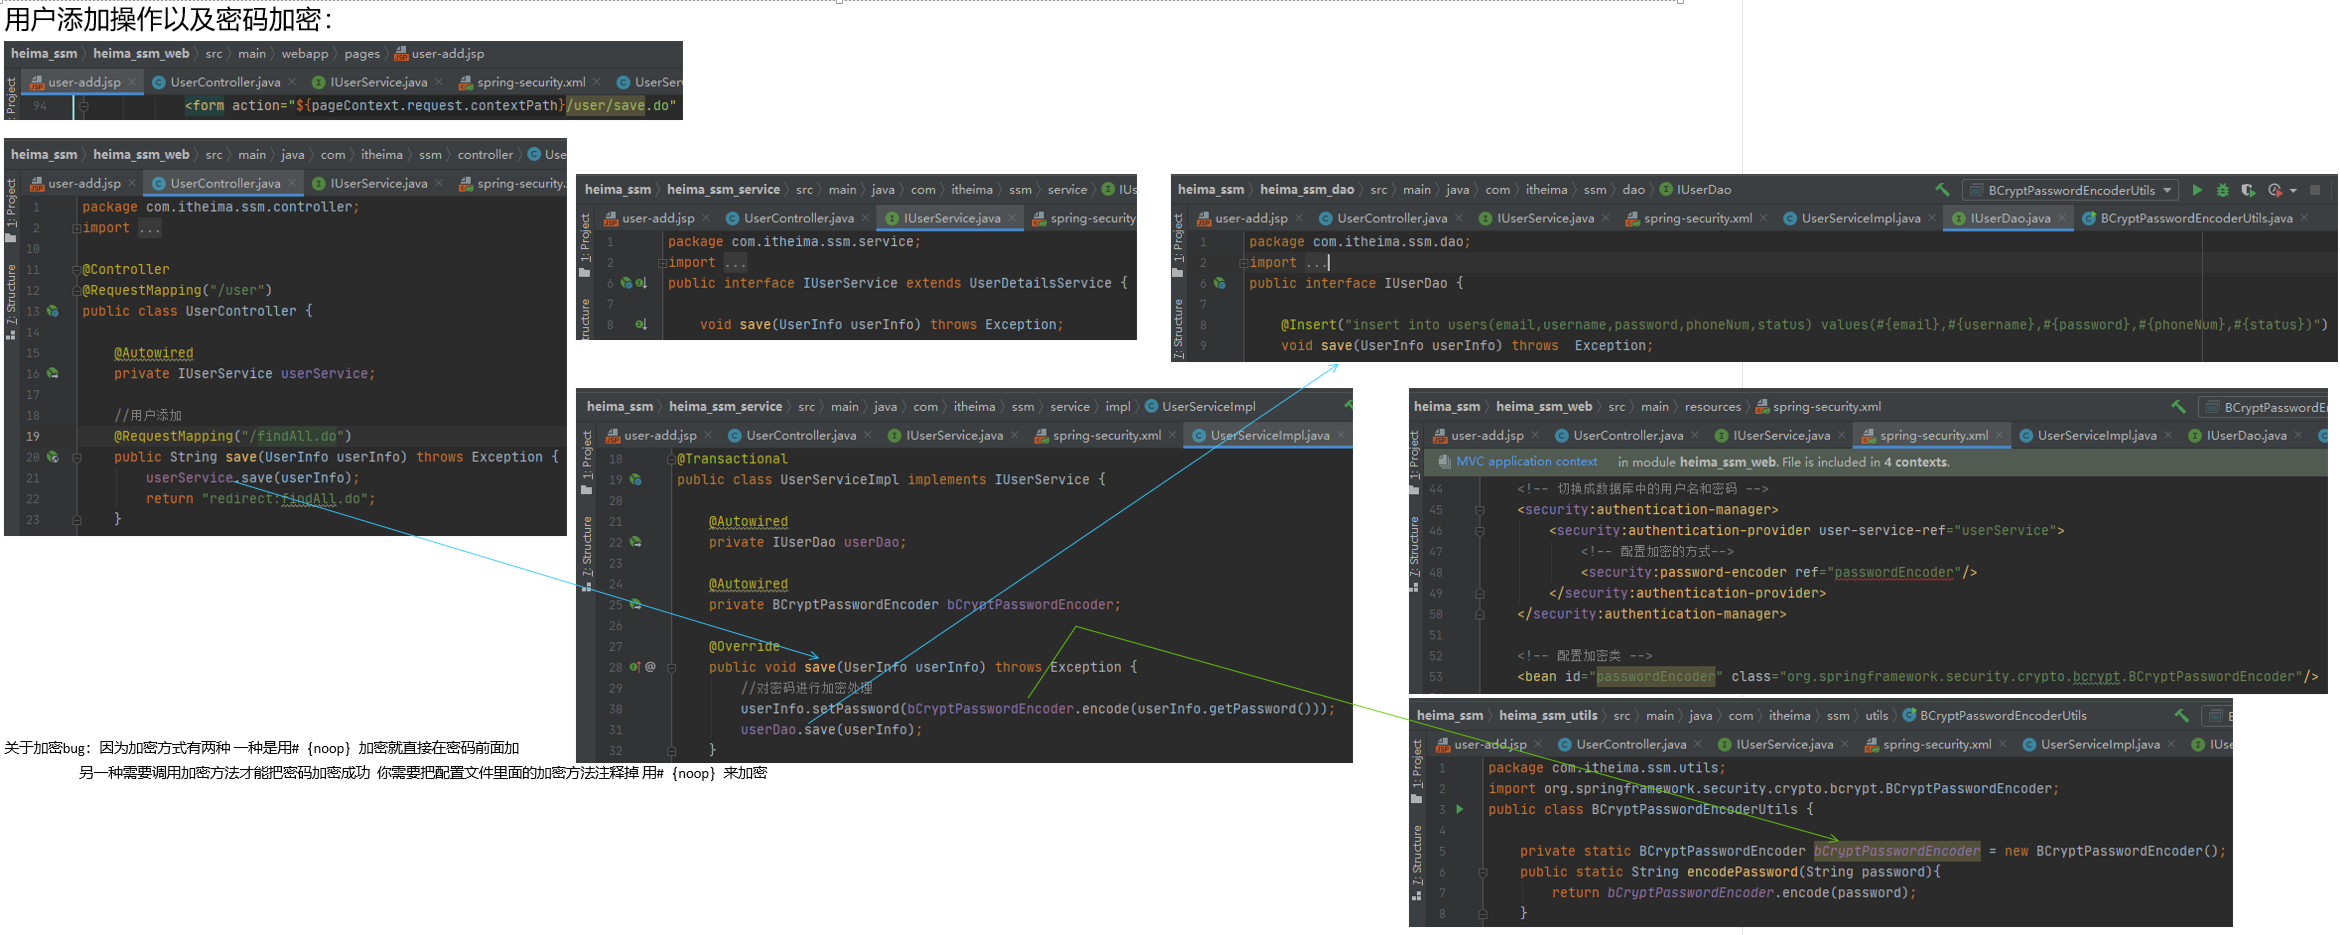 用户添加操作以及密码加密：
heima_ssm 〉 heima_ssm_web 〉 src 〉 main 〉 webapp 〉 pages 〉 user-add.jsp
user-add.jsp × UserController.java × IUserService.java × spring-security.xml × UserSer
Project
94 <form action="${pageContext.request.contextPath}/user/save.do"
heima_ssm 〉 heima_ssm_web 〉 src 〉 main 〉 java 〉 com 〉 itheima 〉 ssm 〉 controller 〉 Use
user-add.jsp × UserController.java × IUserService.java × spring-security.
1: Project
7: Structure
1 package com.itheima.ssm.controller;
2 import ...
10
11 @Controller
12 @RequestMapping("/user")
13 public class UserController {
14
15 @Autowired
16 private IUserService userService;
17
18 //用户添加
19 @RequestMapping("/findAll.do")
20 public String save(UserInfo userInfo) throws Exception {
21 userService.save(userInfo);
22 return "redirect:findAll.do";
23 }
heima_ssm 〉 heima_ssm_service 〉 src 〉 main 〉 java 〉 com 〉 itheima 〉 ssm 〉 service 〉 IUs
user-add.jsp × UserController.java × IUserService.java × spring-security
1: Project
ructure
1 package com.itheima.ssm.service;
2 import ...
6 public interface IUserService extends UserDetailsService {
7
8 void save(UserInfo userInfo) throws Exception;
heima_ssm 〉 heima_ssm_dao 〉 src 〉 main 〉 java 〉 com 〉 itheima 〉 ssm 〉 dao 〉 IUserDao BCryptPasswordEncoderUtils
user-add.jsp × UserController.java × IUserService.java × spring-security.xml × UserServiceImpl.java × IUserDao.java × BCryptPasswordEncoderUtils.java ×
1: Project
7: Structure
1 package com.itheima.ssm.dao;
2 import ...
6 public interface IUserDao {
7
8 @Insert("insert into users(email,username,password,phoneNum,status) values(#{email},#{username},#{password},#{phoneNum},#{status})")
9 void save(UserInfo userInfo) throws Exception;
heima_ssm 〉 heima_ssm_service 〉 src 〉 main 〉 java 〉 com 〉 itheima 〉 ssm 〉 service 〉 impl 〉 UserServiceImpl
user-add.jsp × UserController.java × IUserService.java × spring-security.xml × UserServiceImpl.java ×
1: Project
7: Structure
18 @Transactional
19 public class UserServiceImpl implements IUserService {
20
21 @Autowired
22 private IUserDao userDao;
23
24 @Autowired
25 private BCryptPasswordEncoder bCryptPasswordEncoder;
26
27 @Override
28 public void save(UserInfo userInfo) throws Exception {
29 //对密码进行加密处理
30 userInfo.setPassword(bCryptPasswordEncoder.encode(userInfo.getPassword()));
31 userDao.save(userInfo);
32 }
heima_ssm 〉 heima_ssm_web 〉 src 〉 main 〉 resources 〉 spring-security.xml BCryptPasswordE
user-add.jsp × UserController.java × IUserService.java × spring-security.xml × UserServiceImpl.java × IUserDao.java ×
1: Project
7: Structure
MVC application context in module heima_ssm_web. File is included in 4 contexts.
44 <!-- 切换成数据库中的用户名和密码 -->
45 <security:authentication-manager>
46 <security:authentication-provider user-service-ref="userService">
47 <!-- 配置加密的方式-->
48 <security:password-encoder ref="passwordEncoder"/>
49 </security:authentication-provider>
50 </security:authentication-manager>
51
52 <!-- 配置加密类 -->
53 <bean id="passwordEncoder" class="org.springframework.security.crypto.bcrypt.BCryptPasswordEncoder"/>
heima_ssm 〉 heima_ssm_utils 〉 src 〉 main 〉 java 〉 com 〉 itheima 〉 ssm 〉 utils 〉 BCryptPasswordEncoderUtils
user-add.jsp × UserController.java × IUserService.java × spring-security.xml × UserServiceImpl.java × IUse
1: Project
7: Structure
1 package com.itheima.ssm.utils;
2 import org.springframework.security.crypto.bcrypt.BCryptPasswordEncoder;
3 public class BCryptPasswordEncoderUtils {
4
5 private static BCryptPasswordEncoder bCryptPasswordEncoder = new BCryptPasswordEncoder();
6 public static String encodePassword(String password){
7 return bCryptPasswordEncoder.encode(password);
8 }
关于加密bug：因为加密方式有两种 一种是用#｛noop｝加密就直接在密码前面加
另一种需要调用加密方法才能把密码加密成功 你需要把配置文件里面的加密方法注释掉 用#｛noop｝来加密